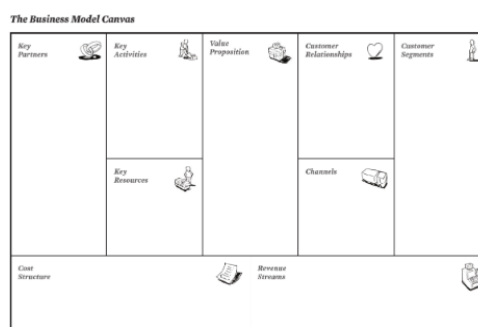 The Business Model Canvas
Key
Partners
Key
Activities
Value
Proposition
Customer
Relationships
Customer
Segments
Key
Resources
Channels
Cost
Structure
Revenue
Streams